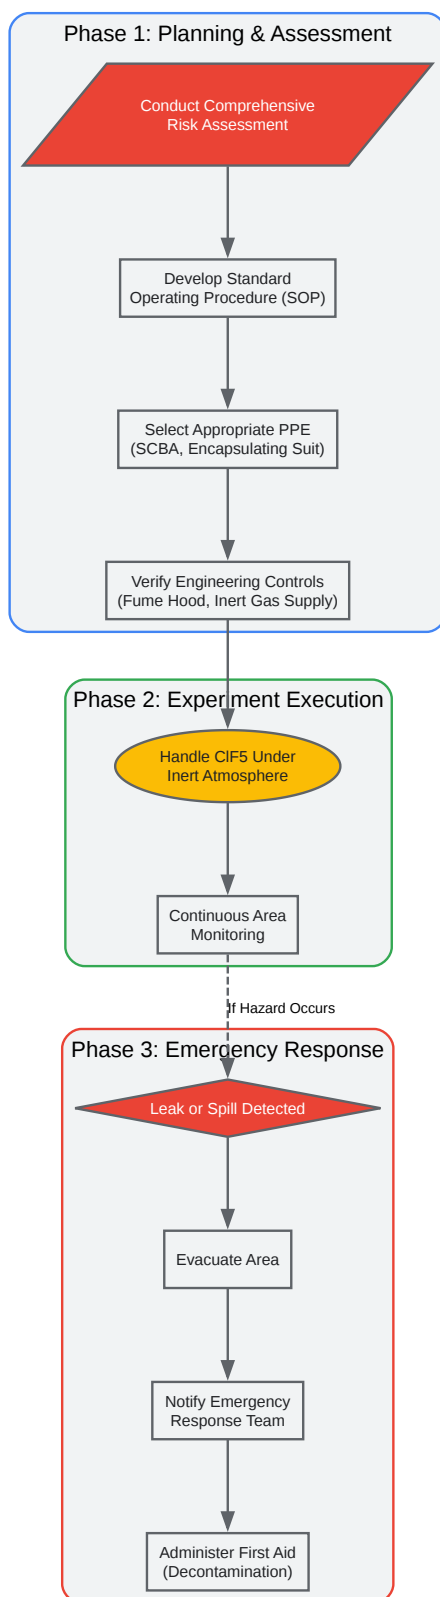 Phase 1: Planning & Assessment
Conduct Comprehensive
Risk Assessment
Develop Standard
Operating Procedure (SOP)
Select Appropriate PPE
(SCBA, Encapsulating Suit)
Verify Engineering Controls
(Fume Hood, Inert Gas Supply)
Phase 2: Experiment Execution
Handle ClF5 Under
Inert Atmosphere
Continuous Area
Monitoring
If Hazard Occurs
Phase 3: Emergency Response
Leak or Spill Detected
Evacuate Area
Notify Emergency
Response Team
Administer First Aid
(Decontamination)